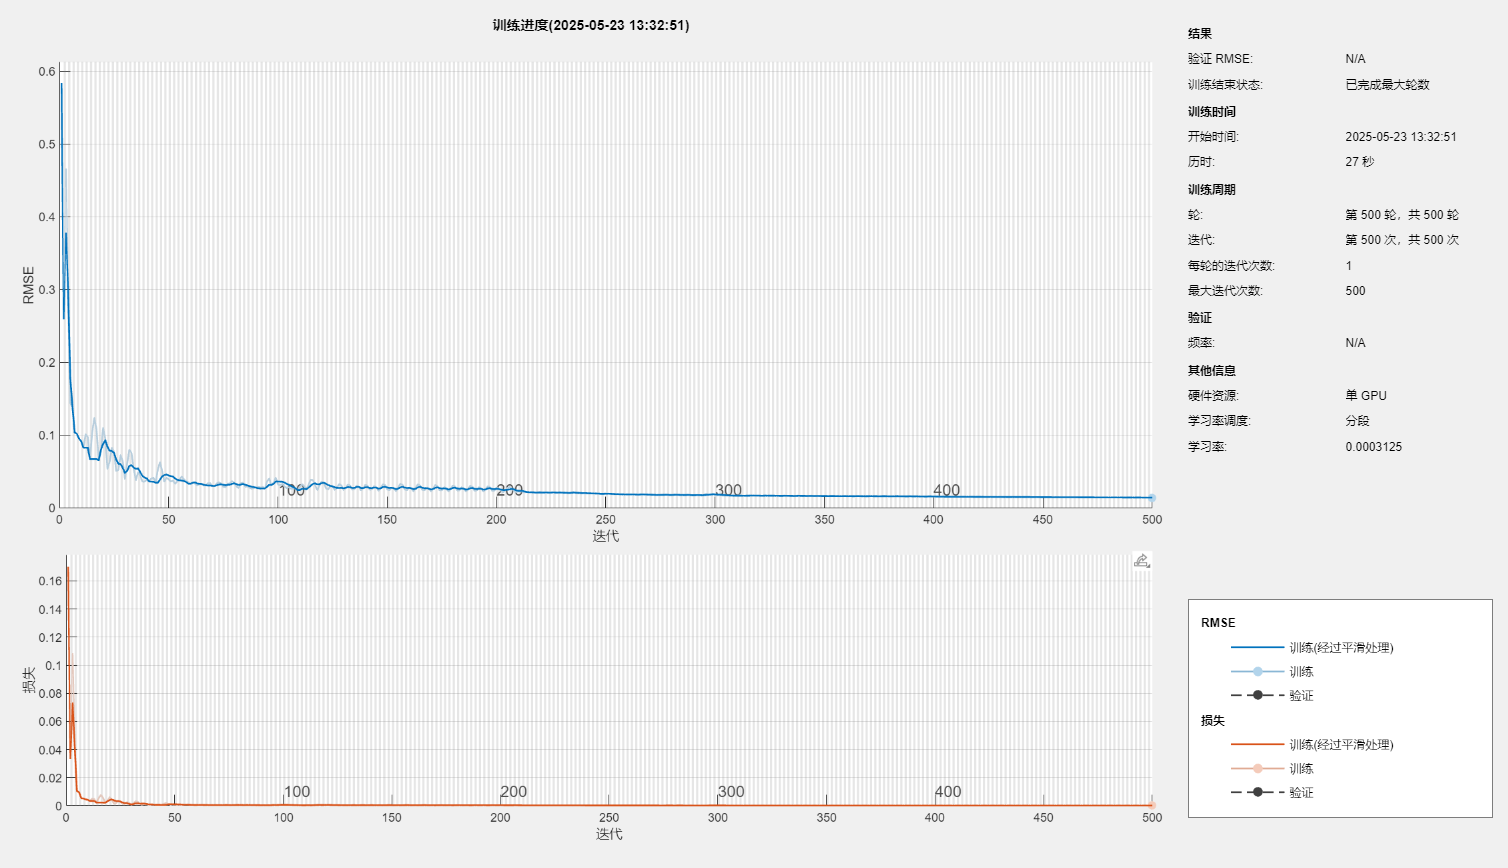 训练进度(2025-05-23 13:32:51)
0.6
0.5
0.4
0.3
0.2
0.1
0
RMSE
100 200 300 400
0 50 100 150 200 250 300 350 400 450 500
迭代
0.16
0.14
0.12
0.1
0.08
0.06
0.04
0.02
0
损失
100 200 300 400
0 50 100 150 200 250 300 350 400 450 500
迭代
结果
验证 RMSE: N/A
训练结束状态: 已完成最大轮数
训练时间
开始时间: 2025-05-23 13:32:51
历时: 27 秒
训练周期
轮: 第 500 轮，共 500 轮
迭代: 第 500 次，共 500 次
每轮的迭代次数: 1
最大迭代次数: 500
验证
频率: N/A
其他信息
硬件资源: 单 GPU
学习率调度: 分段
学习率: 0.0003125
RMSE
训练(经过平滑处理)
训练
验证
损失
训练(经过平滑处理)
训练
验证